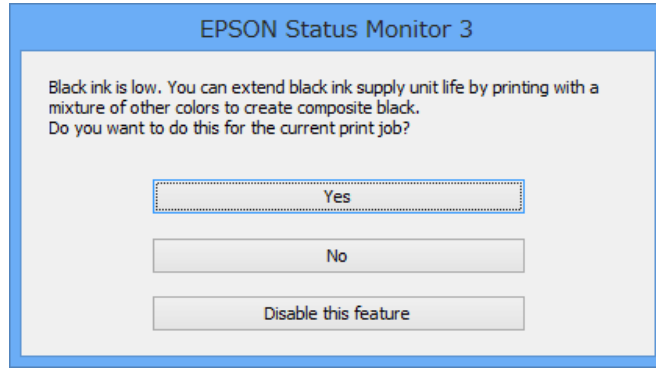 EPSON Status Monitor 3
Black ink is low. You can extend black ink supply unit life by printing with a
mixture of other colors to create composite black.
Do you want to do this for the current print job?
Yes
No
Disable this feature